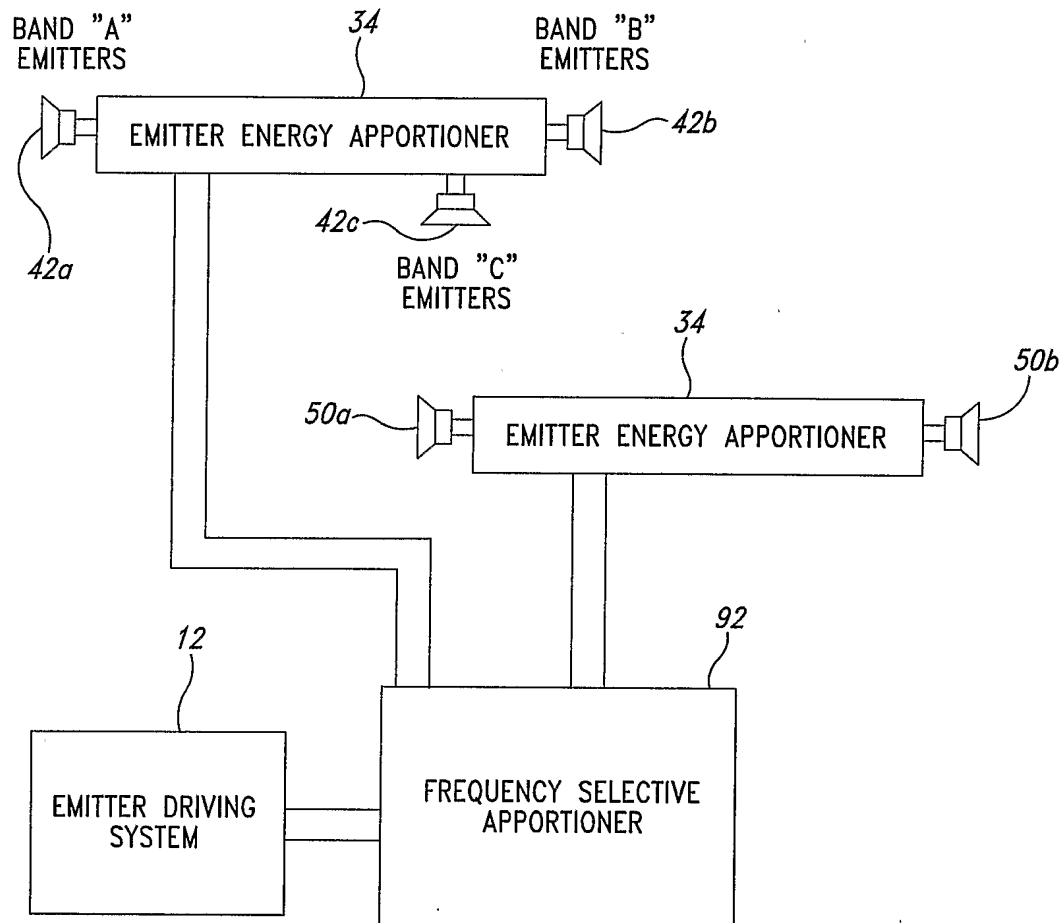 BAND "A"
EMITTERS
34
BAND "B"
EMITTERS
EMITTER ENERGY APPORTIONER
42b
42c
42a
BAND "C"
EMITTERS
34
50b
50a
EMITTER ENERGY APPORTIONER
12
92
EMITTER DRIVING
SYSTEM
FREQUENCY SELECTIVE
APPORTIONER